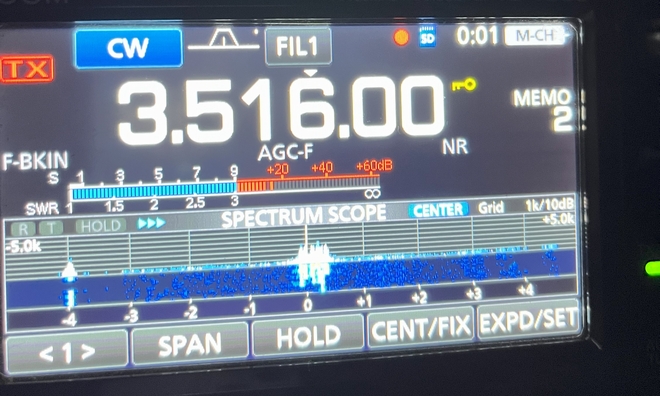 CW FIL1 SD 0:01 M-CH
TX
3.516.00 MEMO
2
F-BKIN AGC-F NR
S 1 3 5 7 9 +20 +40 +60dB
SWR 1 1.5 2 2.5 3 ∞
R T HOLD SPECTRUM SCOPE CENTER Grid 1k/10dB
-5.0k +5.0k
-4 -3 -2 -1 0 +1 +2 +3 +4
< 1 > SPAN HOLD CENT/FIX EXPD/SET